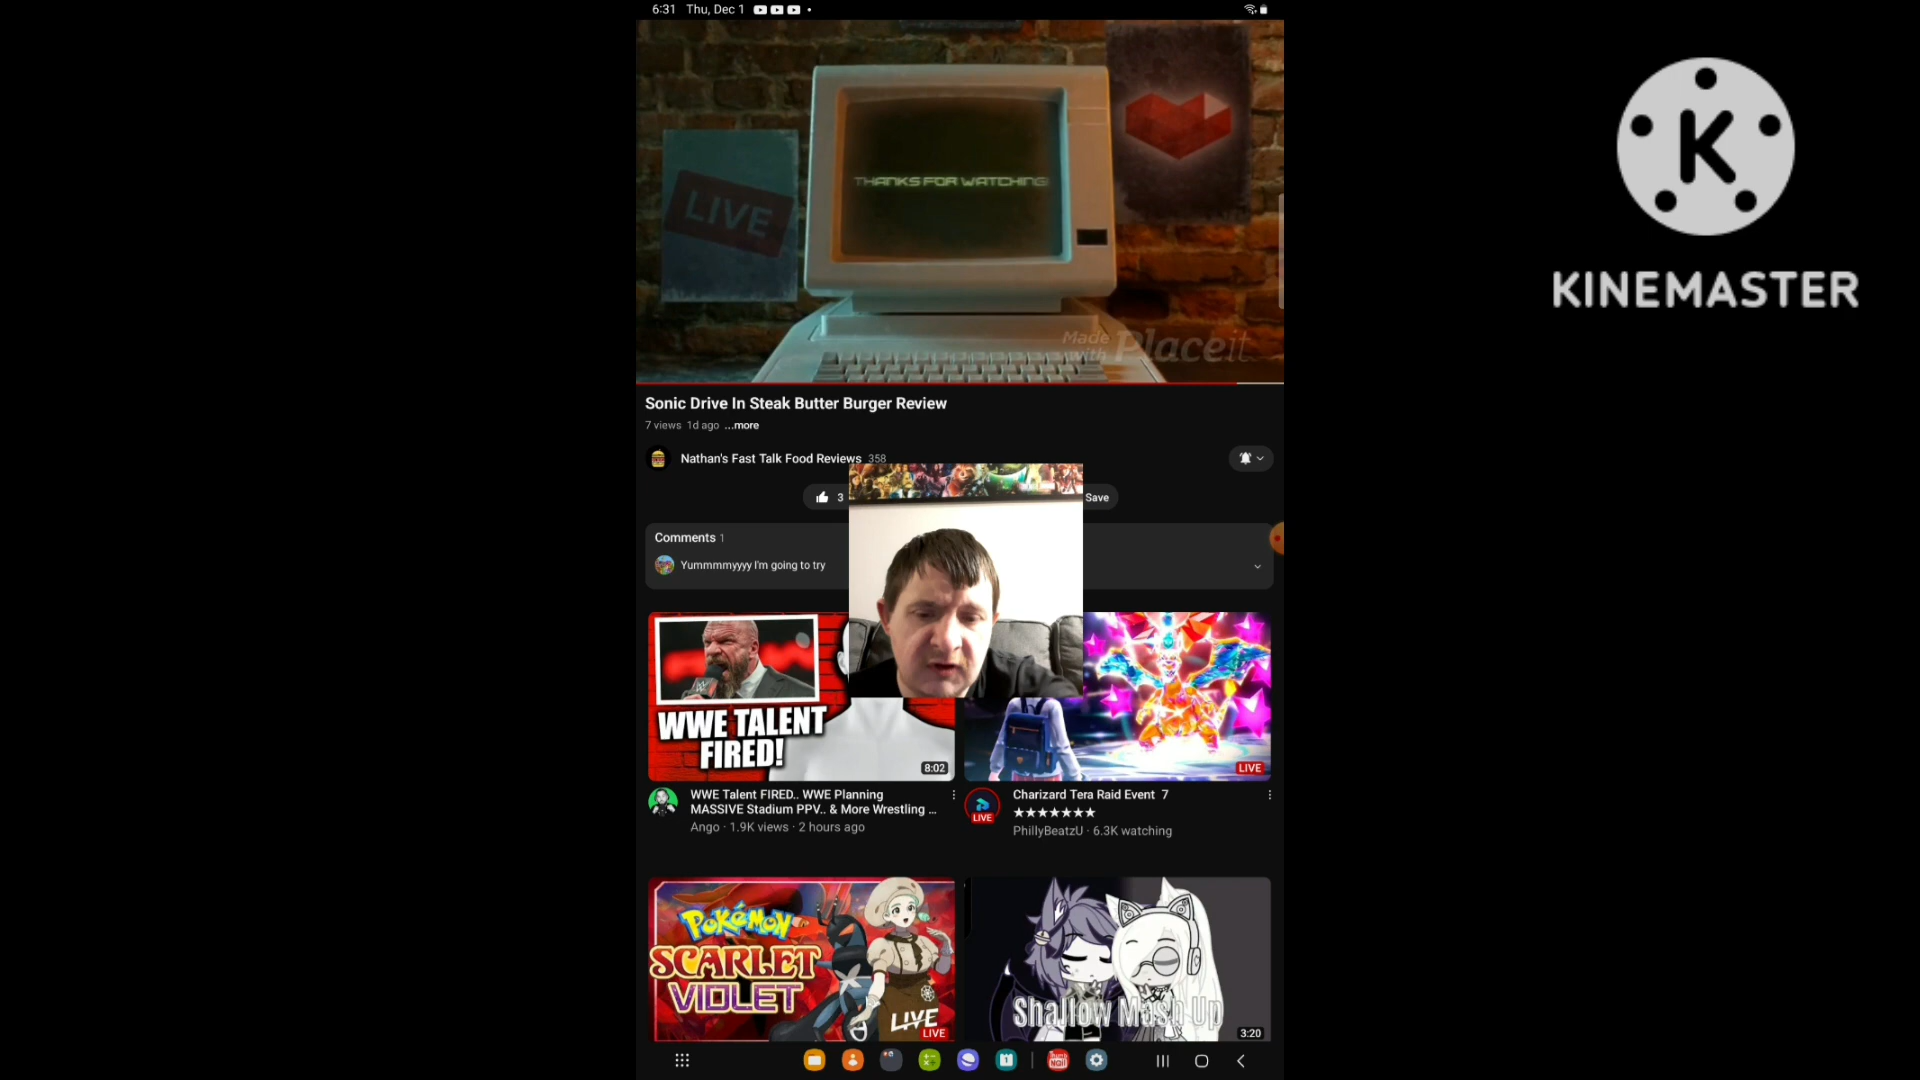 6:31 Thu, Dec 1
K
KINEMASTER
LIVE
THANKS FOR WATCHING!
Made with Placeit
Sonic Drive In Steak Butter Burger Review
7 views 1d ago ...more
Nathan's Fast Talk Food Reviews 358
3
Save
Comments 1
Yummmmyyyy I'm going to try
WWE TALENT
FIRED!
8:02
LIVE
WWE Talent FIRED.. WWE Planning
MASSIVE Stadium PPV.. & More Wrestling ...
Ango · 1.9K views · 2 hours ago
LIVE
Charizard Tera Raid Event 7
★★★★★★★
PhillyBeatzU · 6.3K watching
POKéMON
SCARLET
VIOLET
LIVE
LIVE
Shallow Mash Up
3:20